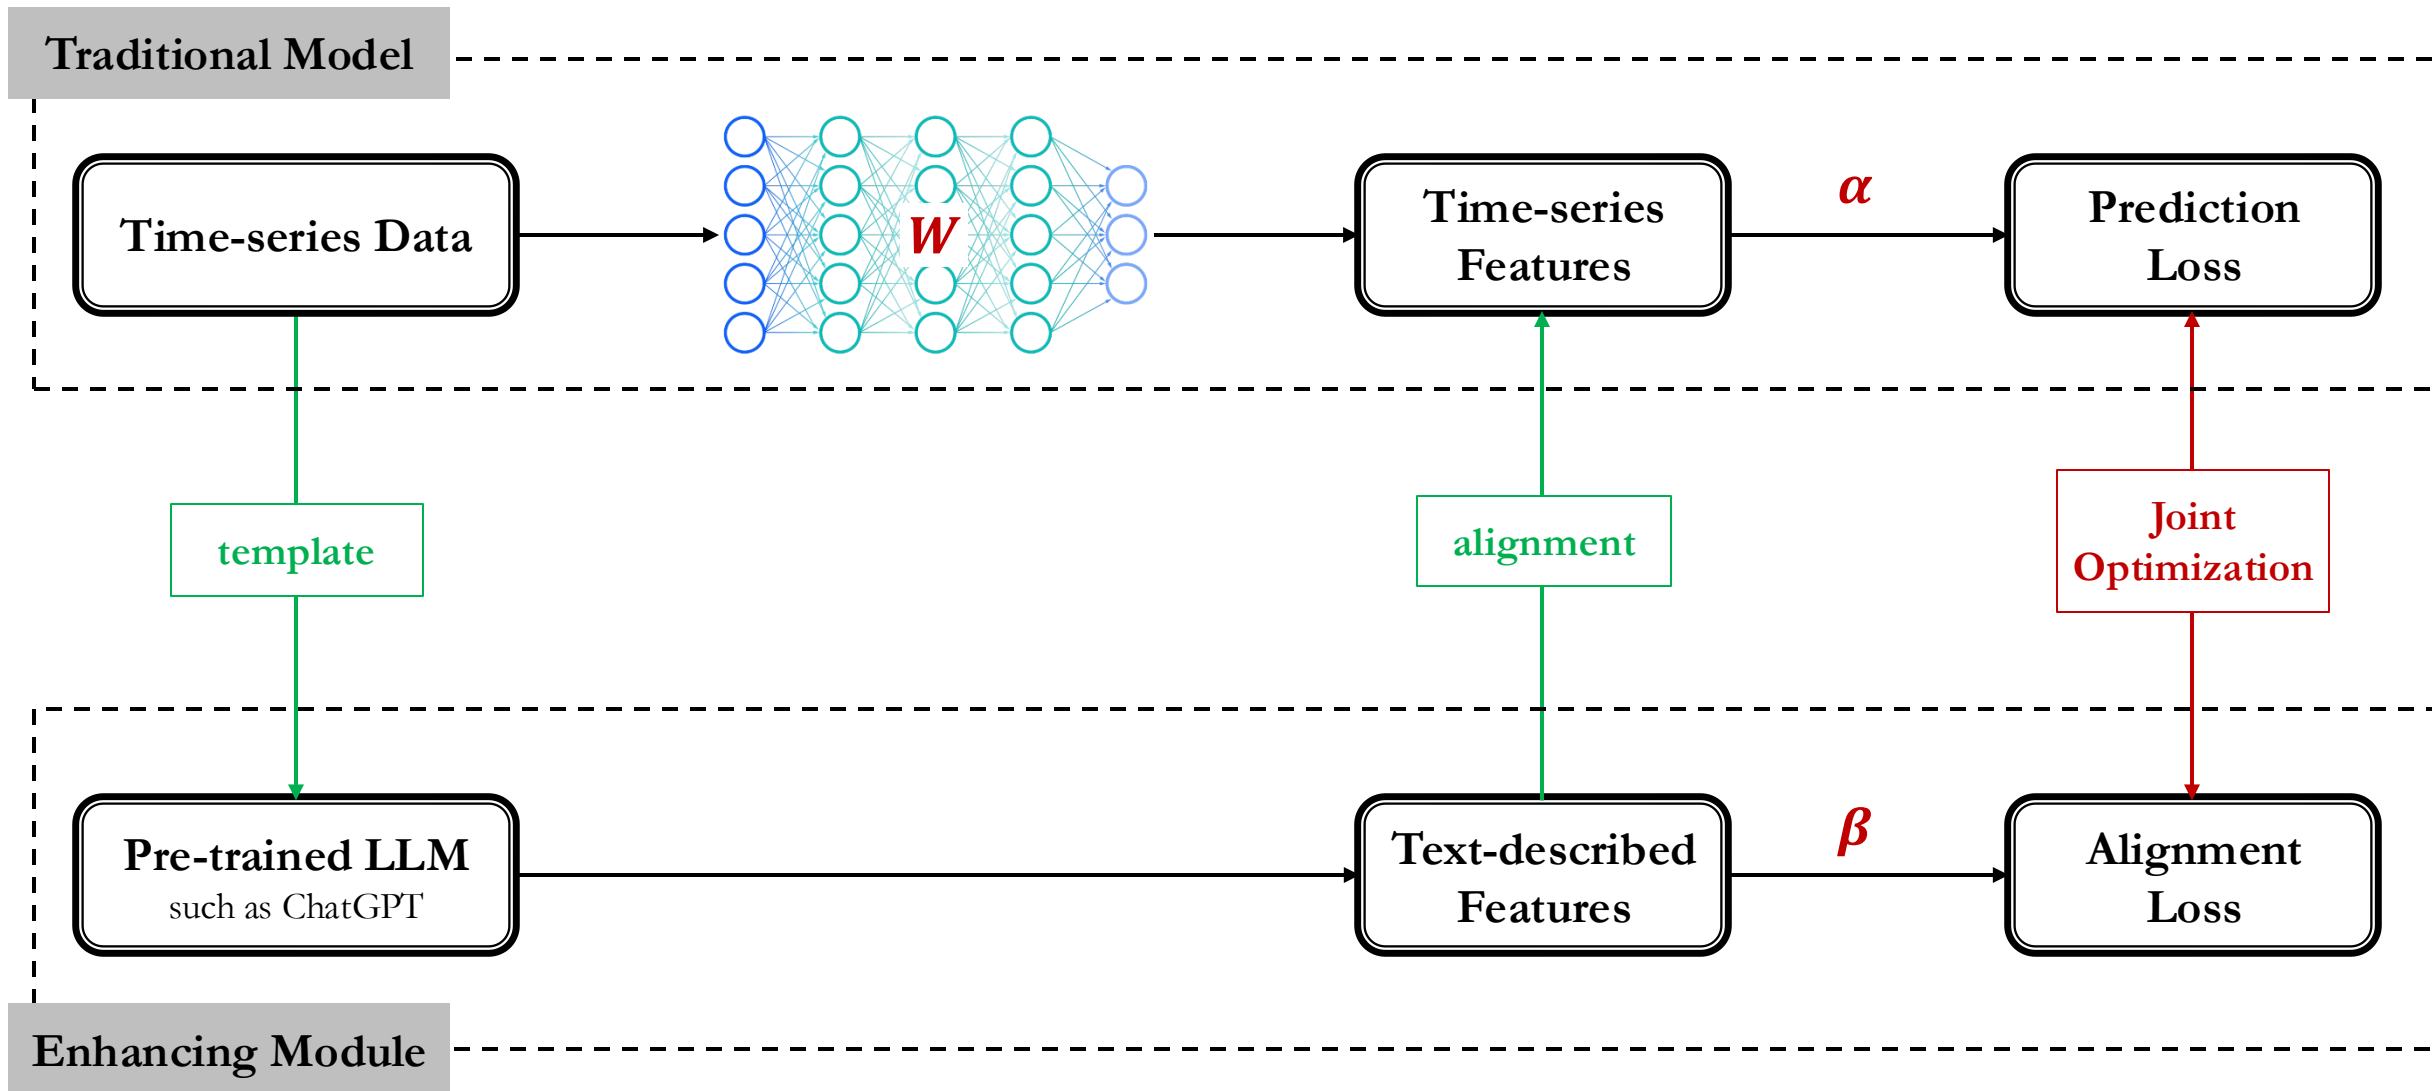 Traditional Model
Time-series Data
W
Time-series
Features
α
Prediction
Loss
template
alignment
Joint
Optimization
Pre-trained LLM
such as ChatGPT
Text-described
Features
β
Alignment
Loss
Enhancing Module